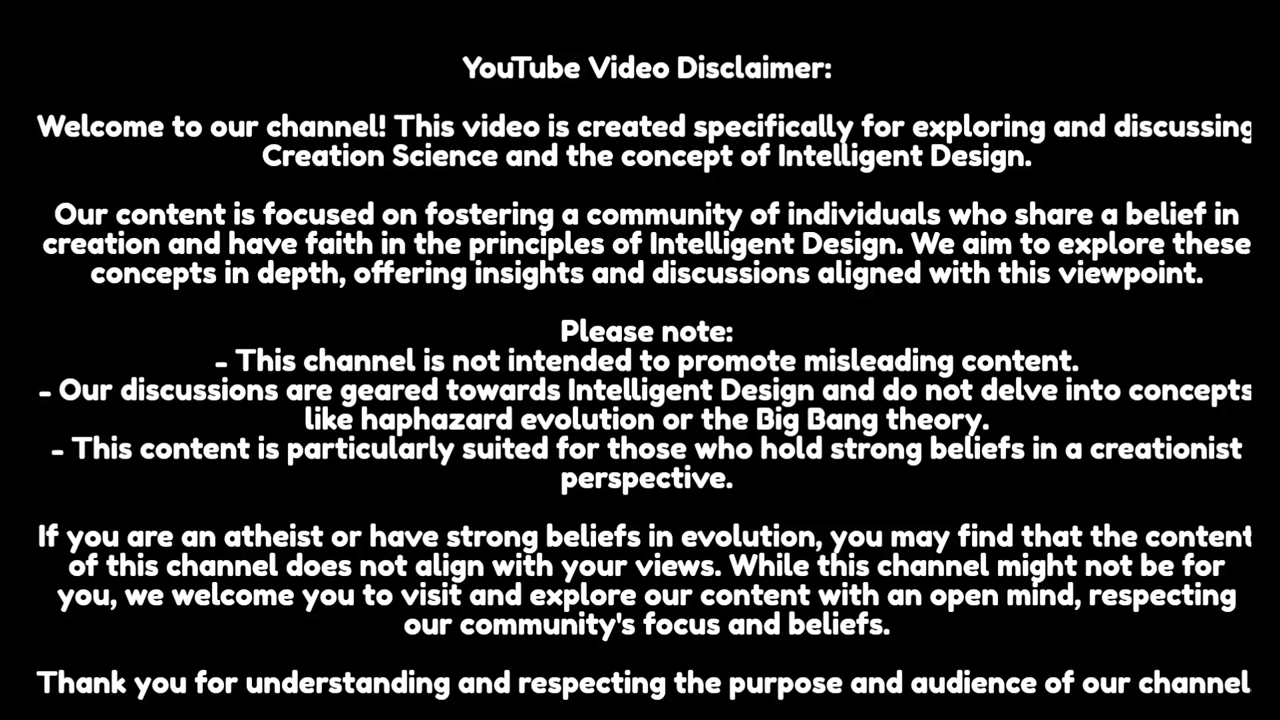 YouTube Video Disclaimer:
Welcome to our channel! This video is created specifically for exploring and discussing
Creation Science and the concept of Intelligent Design.
Our content is focused on fostering a community of individuals who share a belief in
creation and have faith in the principles of Intelligent Design. We aim to explore these
concepts in depth, offering insights and discussions aligned with this viewpoint.
Please note:
- This channel is not intended to promote misleading content.
- Our discussions are geared towards Intelligent Design and do not delve into concepts
like haphazard evolution or the Big Bang theory.
- This content is particularly suited for those who hold strong beliefs in a creationist
perspective.
If you are an atheist or have strong beliefs in evolution, you may find that the content
of this channel does not align with your views. While this channel might not be for
you, we welcome you to visit and explore our content with an open mind, respecting
our community's focus and beliefs.
Thank you for understanding and respecting the purpose and audience of our channel